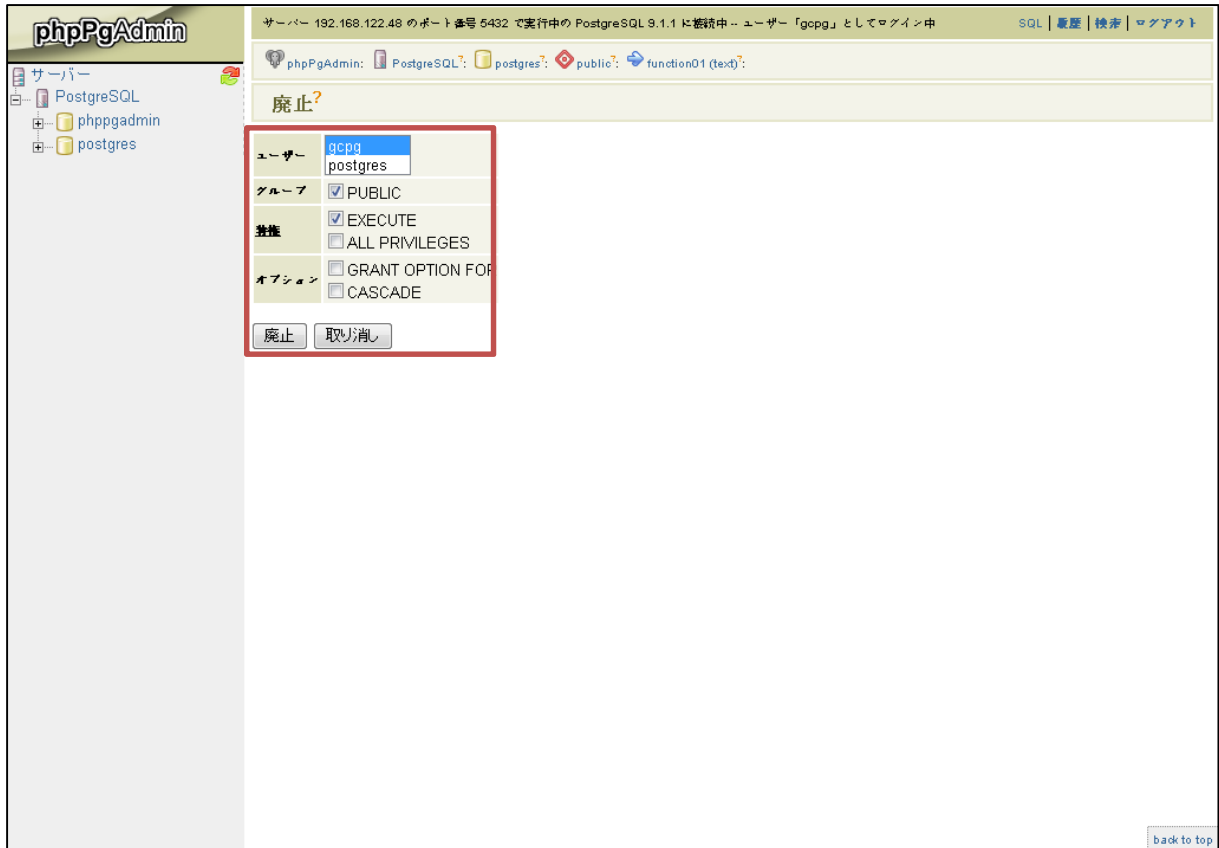 phpPgAdmin
サーバー 192.168.122.48 のポート番号 5432 で実行中の PostgreSQL 9.1.1 に接続中 -- ユーザー「gcpg」としてログイン中
SQL | 履歴 | 検索 | ログアウト
phpPgAdmin: PostgreSQL?: postgres?: public?: function01 (text)?:
サーバー
PostgreSQL
phppgadmin
postgres
廃止?
ユーザー
gcpg
postgres
グループ
PUBLIC
特権
EXECUTE
ALL PRIVILEGES
オプション
GRANT OPTION FOR
CASCADE
廃止 取り消し
back to top